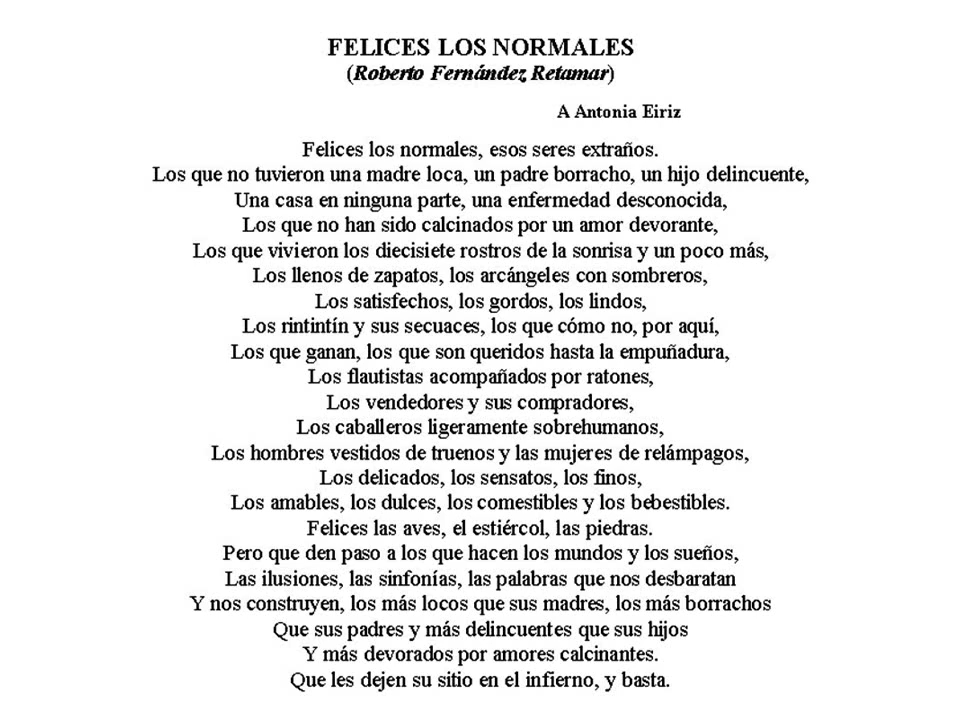 FELICES LOS NORMALES
(Roberto Fernández Retamar)
A Antonia Eiriz
Felices los normales, esos seres extraños.
Los que no tuvieron una madre loca, un padre borracho, un hijo delincuente,
Una casa en ninguna parte, una enfermedad desconocida,
Los que no han sido calcinados por un amor devorante,
Los que vivieron los diecisiete rostros de la sonrisa y un poco más,
Los llenos de zapatos, los arcángeles con sombreros,
Los satisfechos, los gordos, los lindos,
Los rintintín y sus secuaces, los que cómo no, por aquí,
Los que ganan, los que son queridos hasta la empuñadura,
Los flautistas acompañados por ratones,
Los vendedores y sus compradores,
Los caballeros ligeramente sobrehumanos,
Los hombres vestidos de truenos y las mujeres de relámpagos,
Los delicados, los sensatos, los finos,
Los amables, los dulces, los comestibles y los bebestibles.
Felices las aves, el estiércol, las piedras.
Pero que den paso a los que hacen los mundos y los sueños,
Las ilusiones, las sinfonías, las palabras que nos desbaratan
Y nos construyen, los más locos que sus madres, los más borrachos
Que sus padres y más delincuentes que sus hijos
Y más devorados por amores calcinantes.
Que les dejen su sitio en el infierno, y basta.